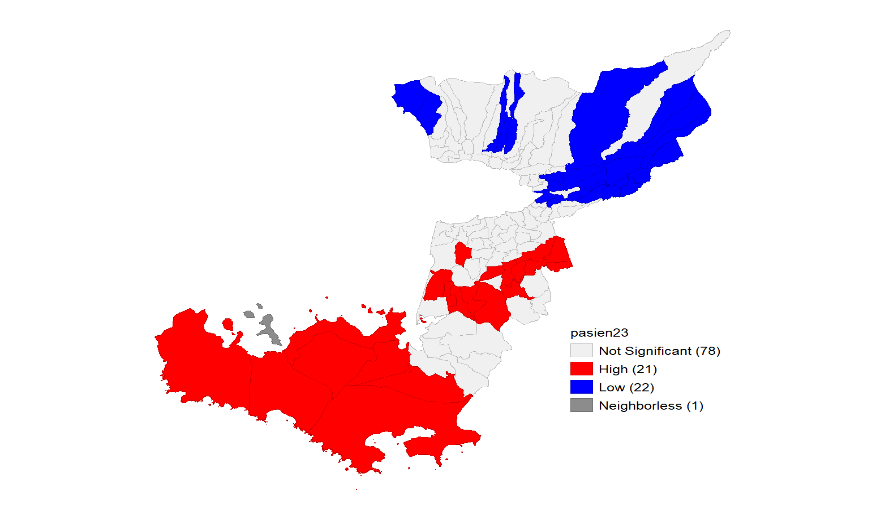 pasien23
Not Significant (78)
High (21)
Low (22)
Neighborless (1)